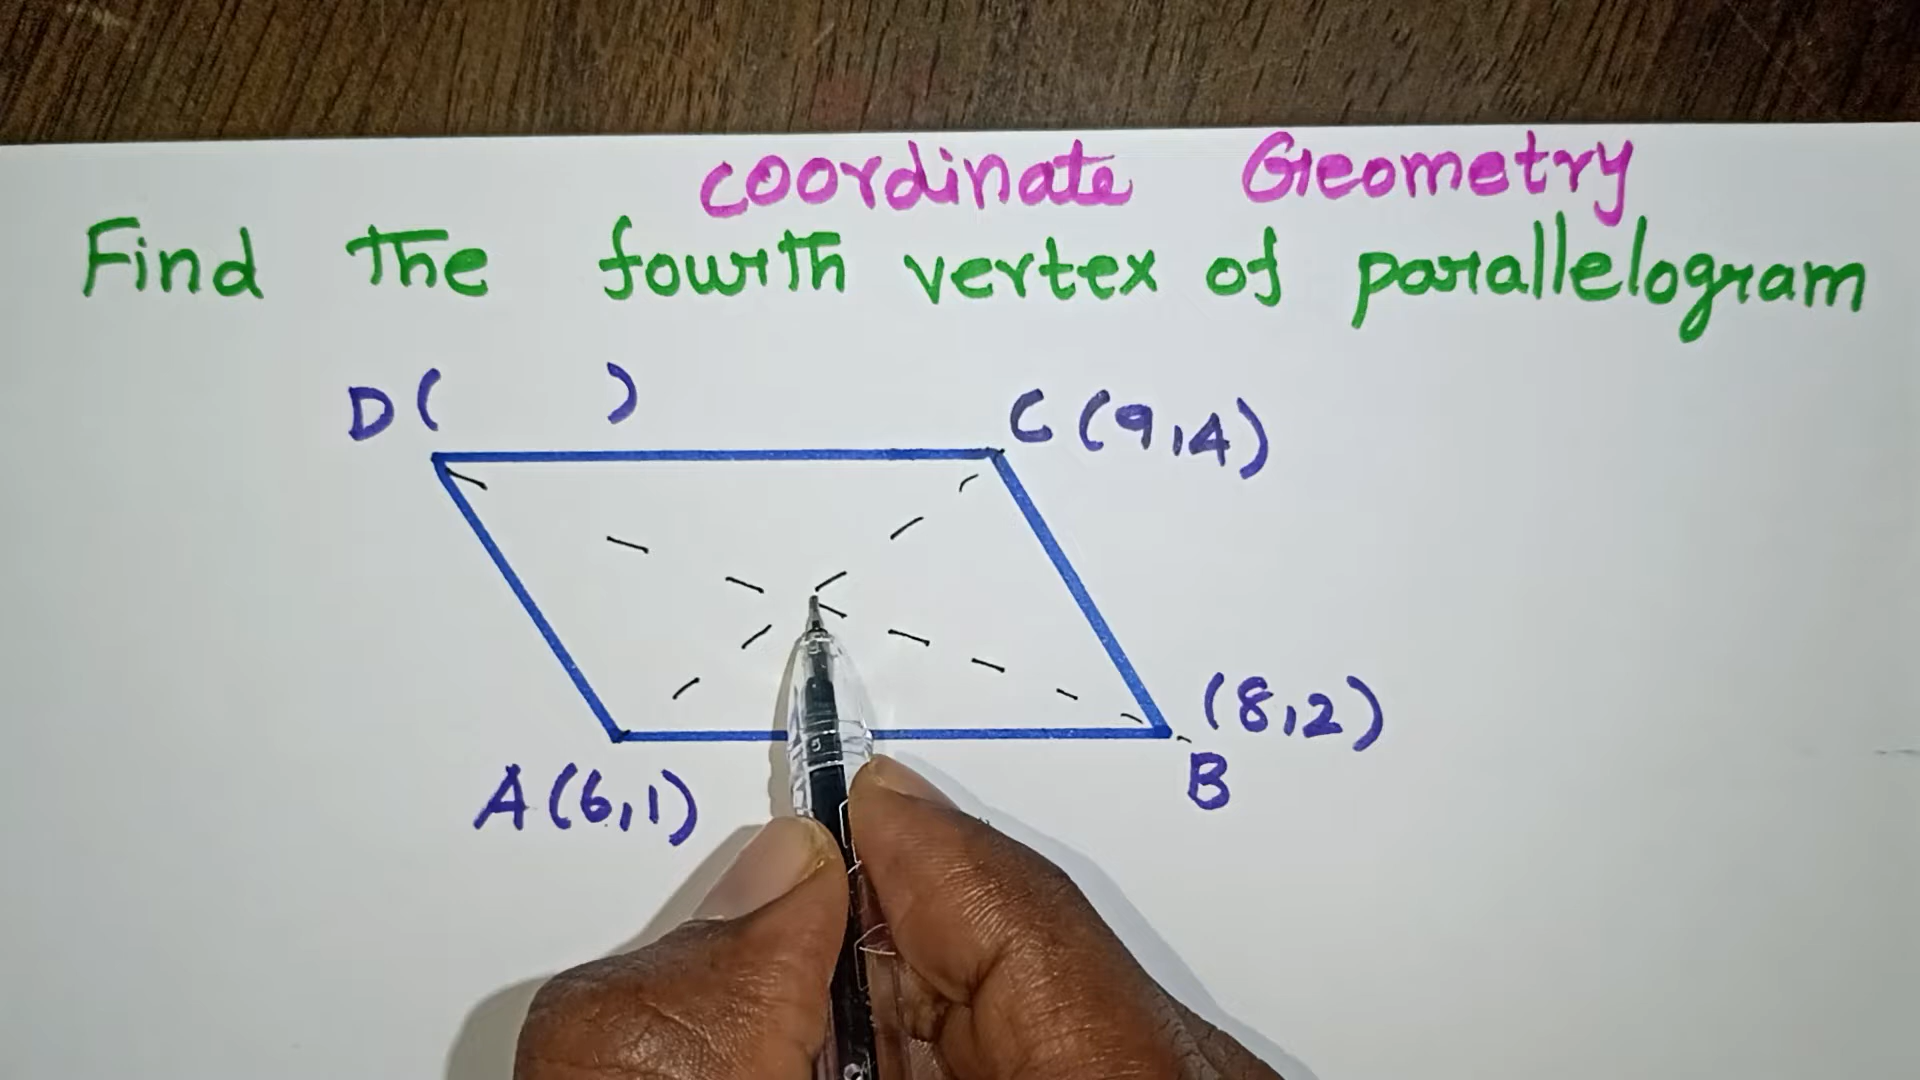 coordinate Geometry
Find the fourth vertex of parallelogram
D(      )
C(9,4)
(8,2)
B
A(6,1)